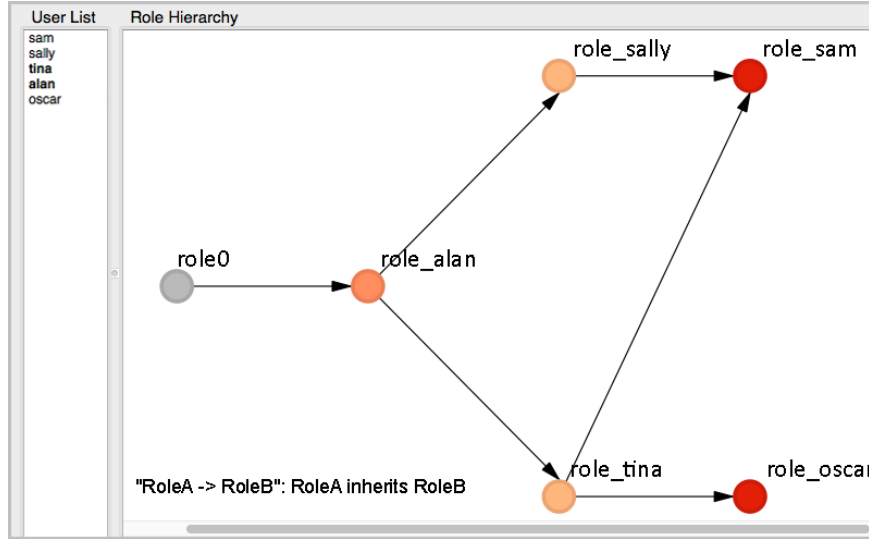 User List
sam
sally
tina
alan
oscar
Role Hierarchy
role_sally
role_sam
role0
role_alan
role_tina
role_oscar
"RoleA -> RoleB": RoleA inherits RoleB